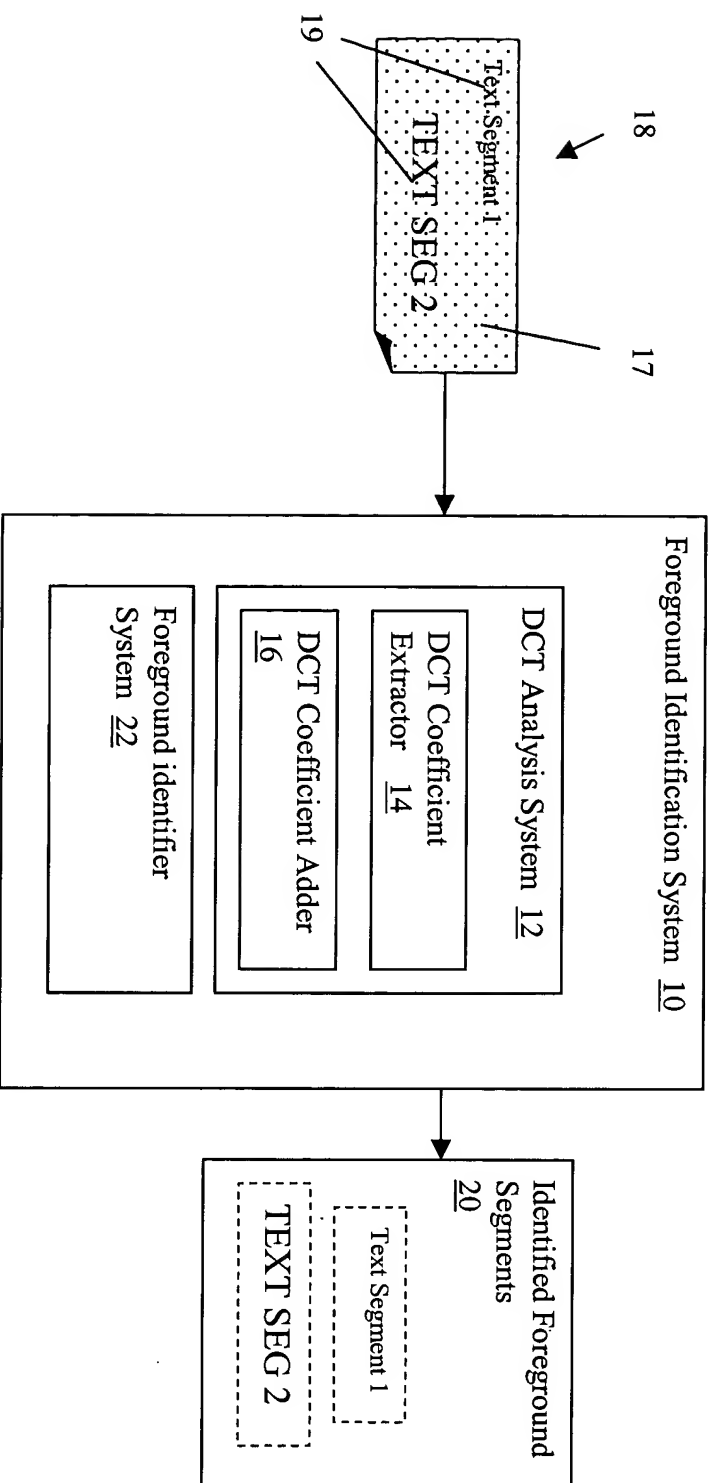 18
17
Text Segment 1
TEXT SEG 2
19
Foreground Identification System 10
DCT Analysis System 12
DCT Coefficient
Extractor 14
DCT Coefficient Adder
16
Foreground identifier
System 22
Identified Foreground
Segments
20
Text Segment 1
TEXT SEG 2